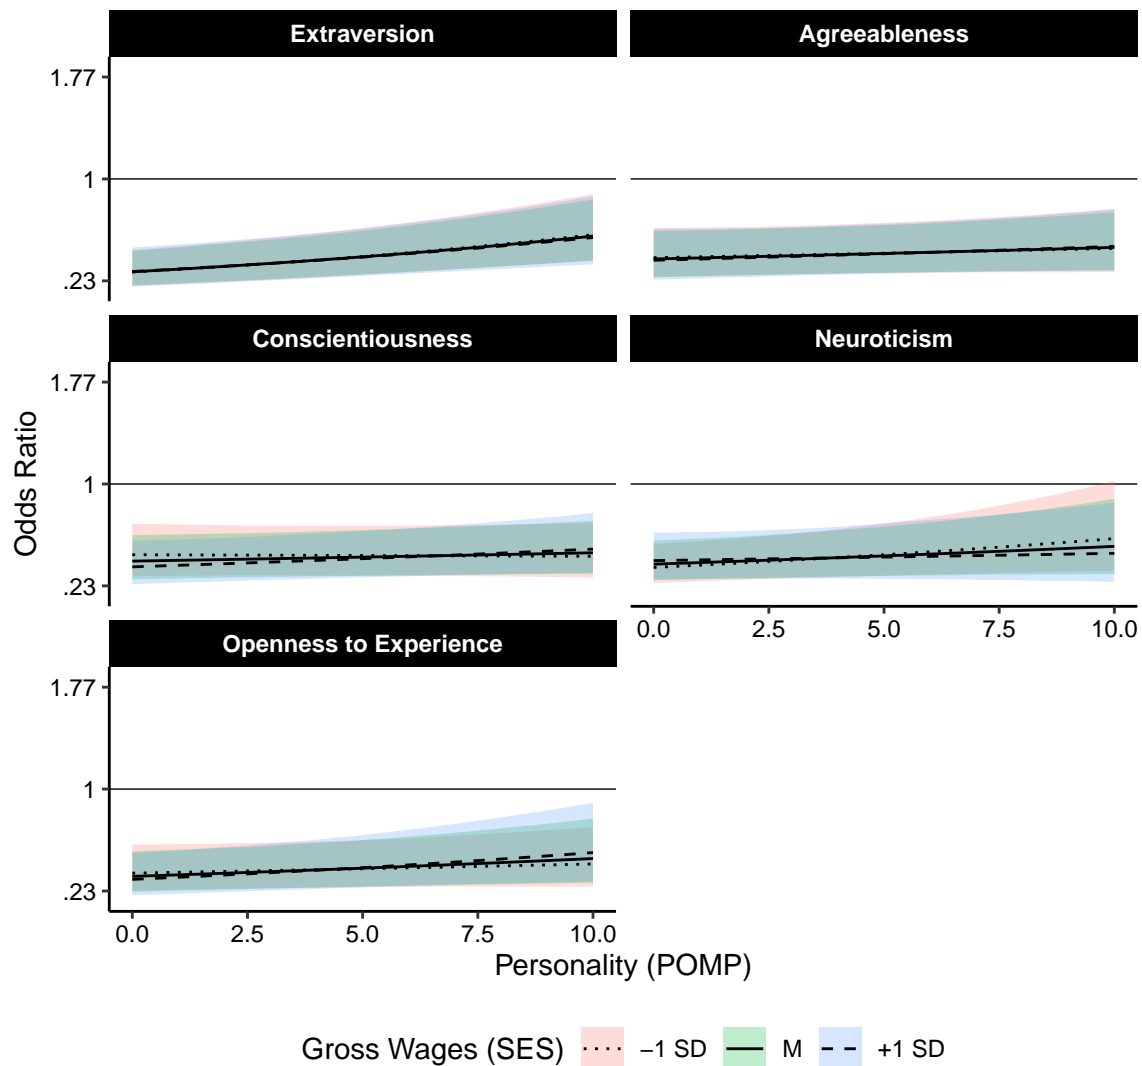 Extraversion
Agreeableness
1.77
1
.23
Conscientiousness
Neuroticism
1.77
1
.23
0.0 2.5 5.0 7.5 10.0
Openness to Experience
1.77
1
.23
0.0 2.5 5.0 7.5 10.0
Odds Ratio
Personality (POMP)
Gross Wages (SES) −1 SD M +1 SD